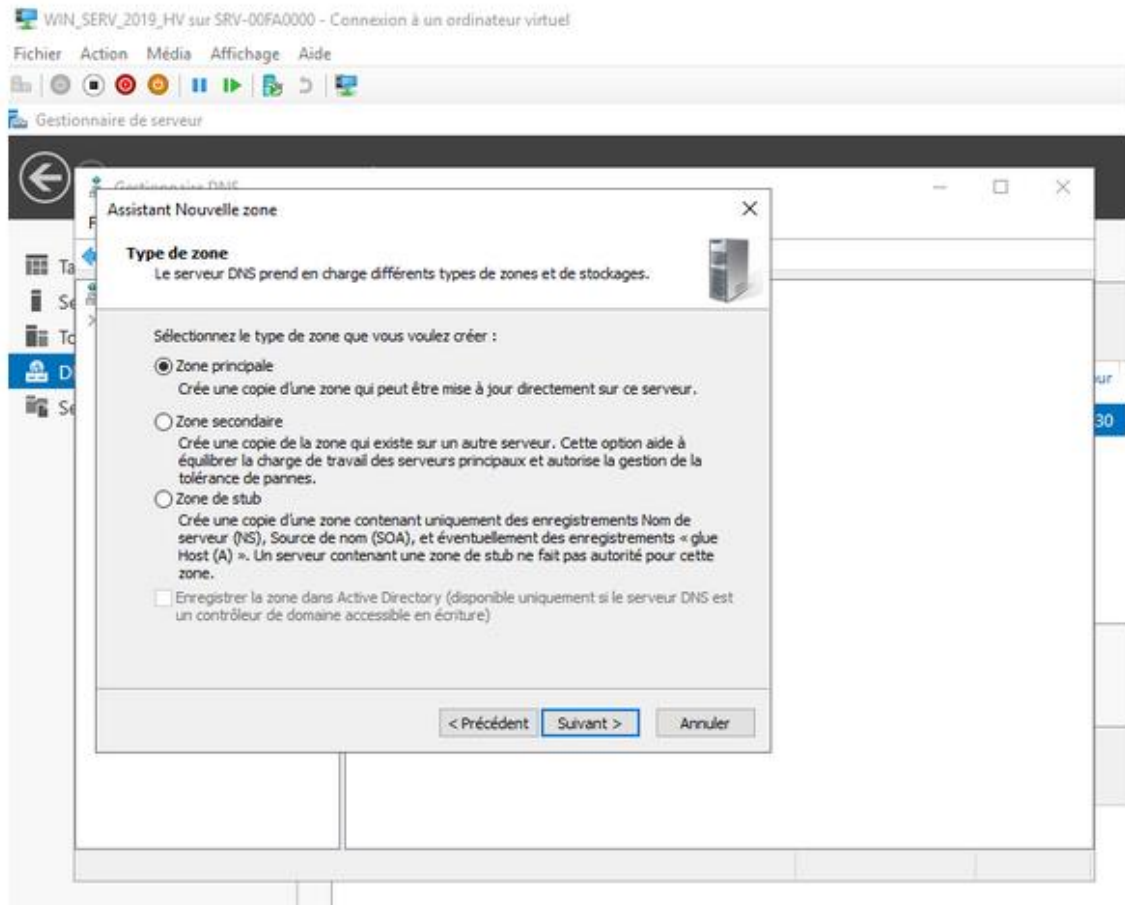 WIN_SERV_2019_HV sur SRV-00FA0000 - Connexion à un ordinateur virtuel
Fichier Action Média Affichage Aide
Gestionnaire de serveur
Gestionnaire DNS
Assistant Nouvelle zone
F
Type de zone
Le serveur DNS prend en charge différents types de zones et de stockages.
Ta
Se
To
D
Se
Sélectionnez le type de zone que vous voulez créer :
Zone principale
Crée une copie d'une zone qui peut être mise à jour directement sur ce serveur.
ur
Zone secondaire
30
Crée une copie de la zone qui existe sur un autre serveur. Cette option aide à
équilibrer la charge de travail des serveurs principaux et autorise la gestion de la
tolérance de pannes.
Zone de stub
Crée une copie d'une zone contenant uniquement des enregistrements Nom de
serveur (NS), Source de nom (SOA), et éventuellement des enregistrements « glue
Host (A) ». Un serveur contenant une zone de stub ne fait pas autorité pour cette
zone.
Enregistrer la zone dans Active Directory (disponible uniquement si le serveur DNS est
un contrôleur de domaine accessible en écriture)
< Précédent Suivant > Annuler